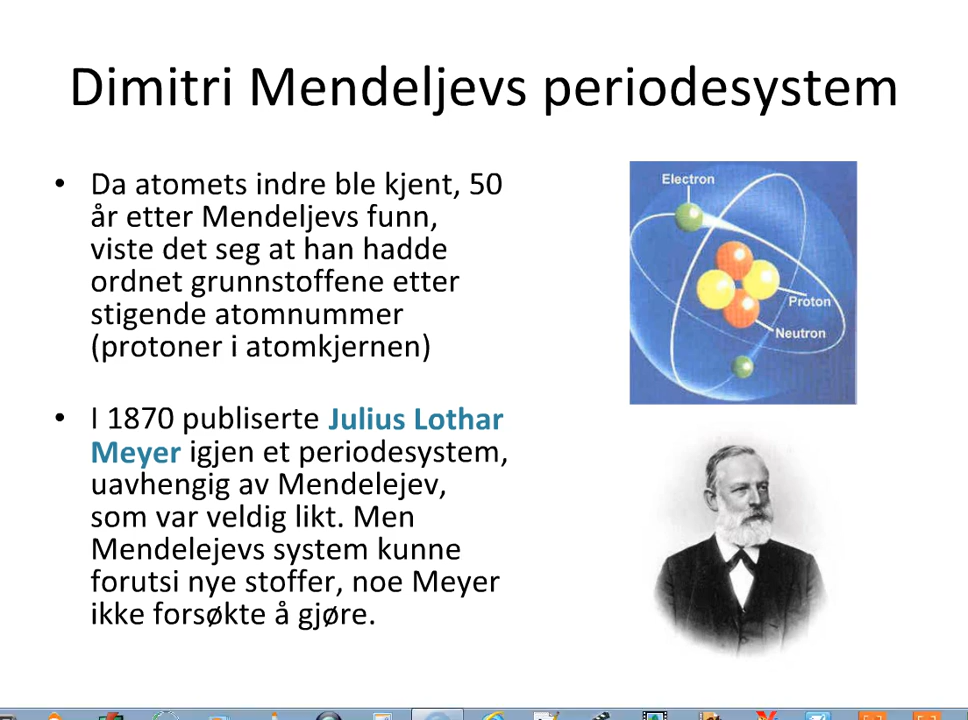 Dimitri Mendeljevs periodesystem
• Da atomets indre ble kjent, 50
år etter Mendeljevs funn,
viste det seg at han hadde
ordnet grunnstoffene etter
stigende atomnummer
(protoner i atomkjernen)
• I 1870 publiserte Julius Lothar
Meyer igjen et periodesystem,
uavhengig av Mendelejev,
som var veldig likt. Men
Mendelejevs system kunne
forutsi nye stoffer, noe Meyer
ikke forsøkte å gjøre.
Electron
Proton
Neutron